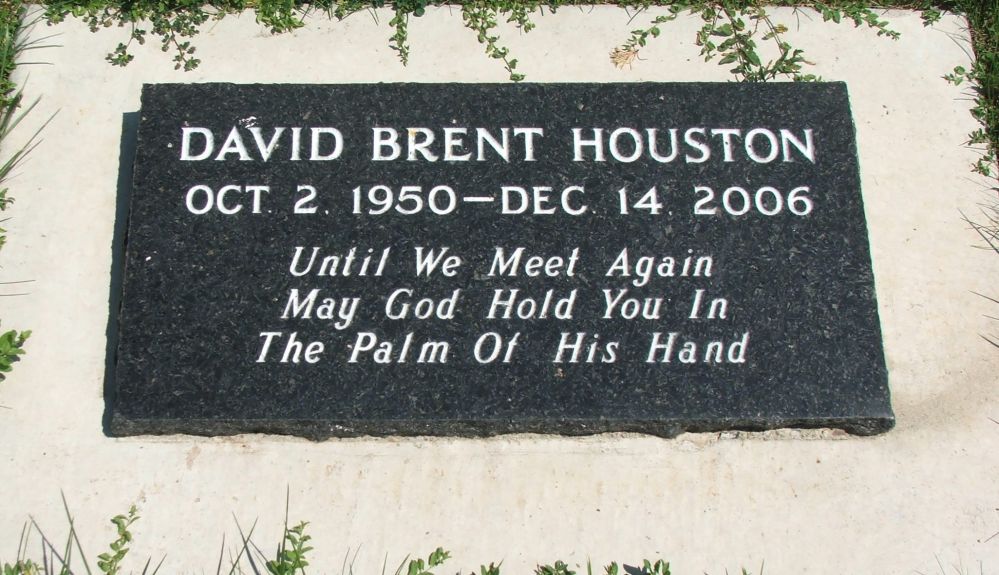 DAVID BRENT HOUSTON
OCT. 2. 1950–DEC. 14. 2006
Until We Meet Again
May God Hold You In
The Palm Of His Hand